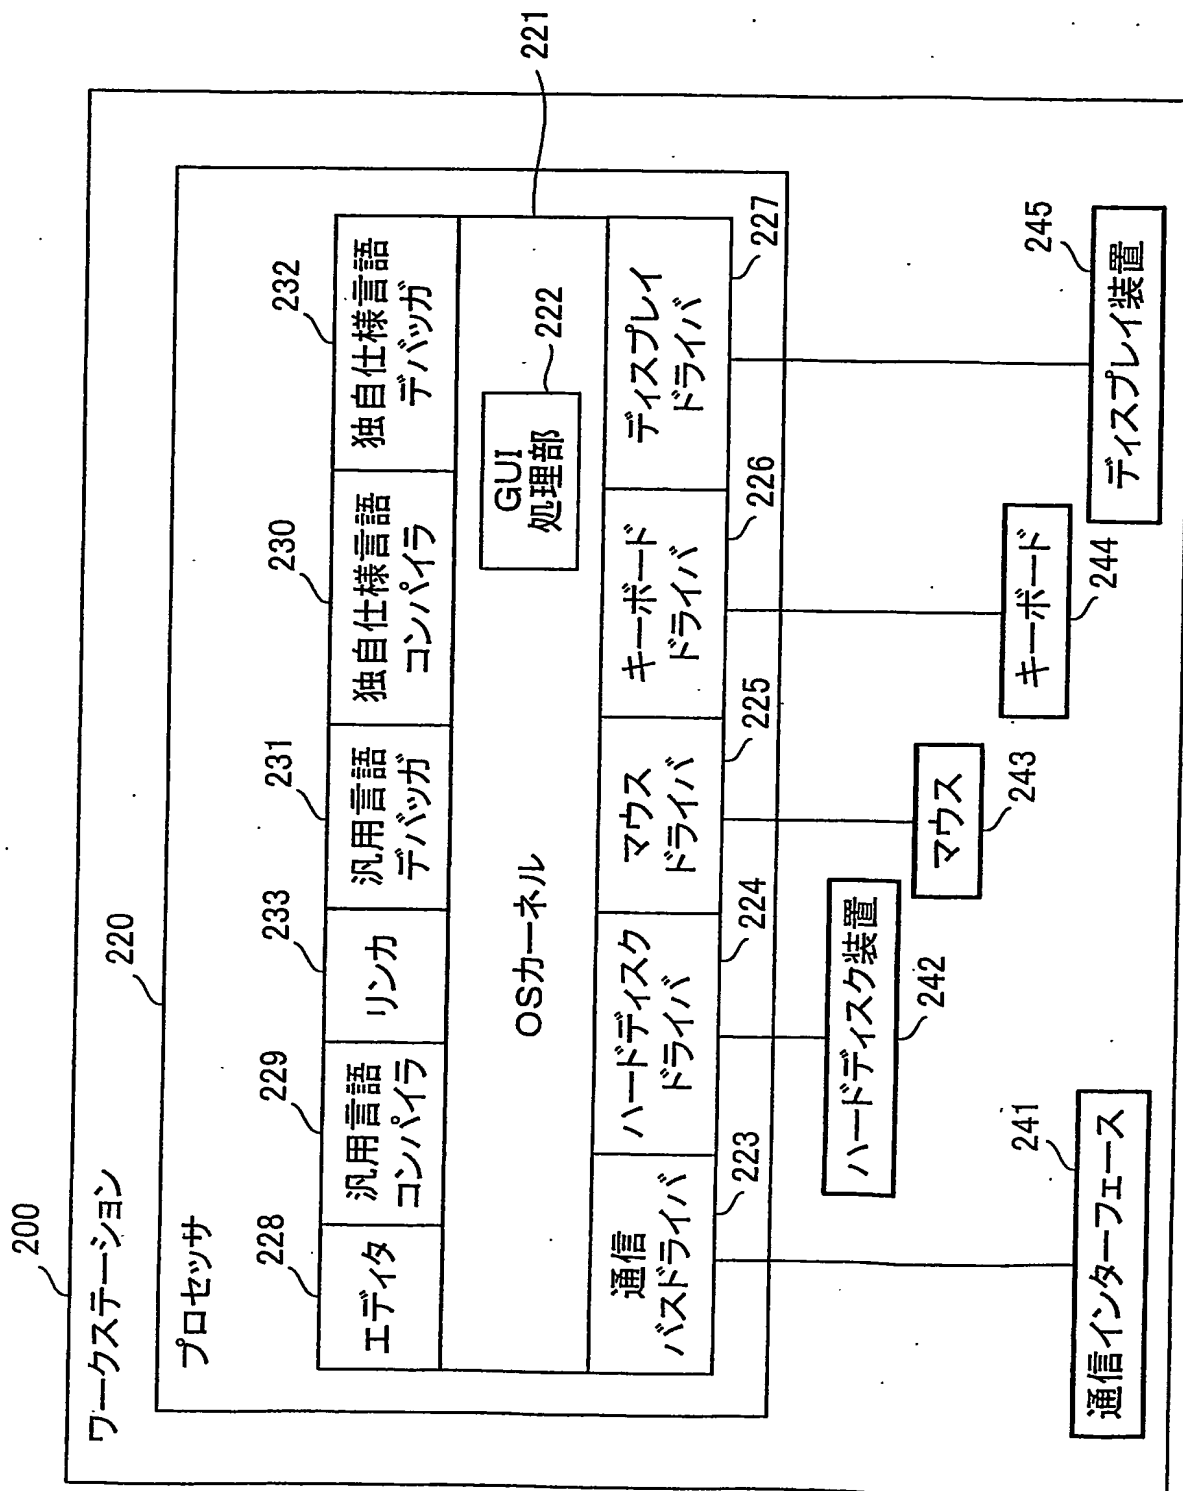 200
ワークステーション
220
プロセッサ
228
229
233
231
230
232
エディタ
汎用言語
コンパイラ
リンカ
汎用言語
デバッガ
独自仕様言語
コンパイラ
独自仕様言語
デバッガ
OSカーネル
GUI
処理部
222
221
通信
バスドライバ
ハードディスク
ドライバ
マウス
ドライバ
キーボード
ドライバ
ディスプレイ
ドライバ
223
224
225
226
227
ハードディスク装置
242
マウス
243
キーボード
244
241
通信インターフェース
245
ディスプレイ装置